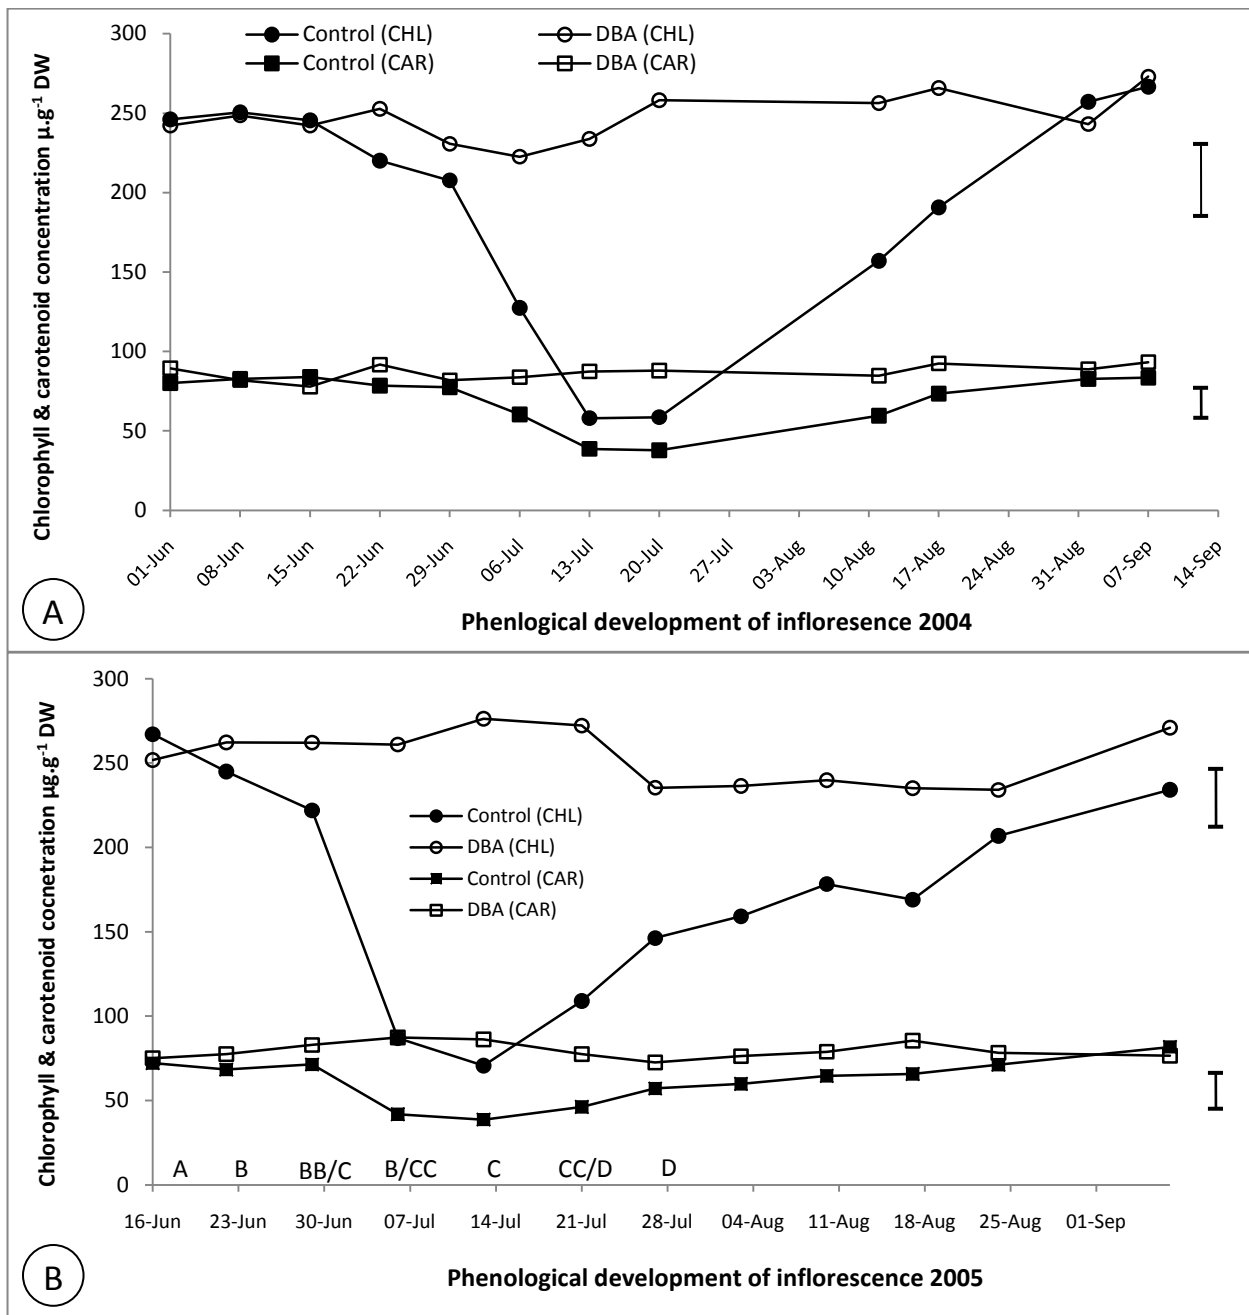 Control (CHL) DBA (CHL)
Control (CAR) DBA (CAR)
Chlorophyll & carotenoid concentration µ.g⁻¹ DW
300
250
200
150
100
50
0
01-Jun 08-Jun 15-Jun 22-Jun 29-Jun 06-Jul 13-Jul 20-Jul 27-Jul 03-Aug 10-Aug 17-Aug 24-Aug 31-Aug 07-Sep 14-Sep
A
Phenlogical development of infloresence 2004
Chlorophyll & carotenoid cocnetration µg.g⁻¹ DW
300
250
200
150
100
50
0
Control (CHL)
DBA (CHL)
Control (CAR)
DBA (CAR)
A B BB/C B/CC C CC/D D
16-Jun 23-Jun 30-Jun 07-Jul 14-Jul 21-Jul 28-Jul 04-Aug 11-Aug 18-Aug 25-Aug 01-Sep
B
Phenological development of inflorescence 2005